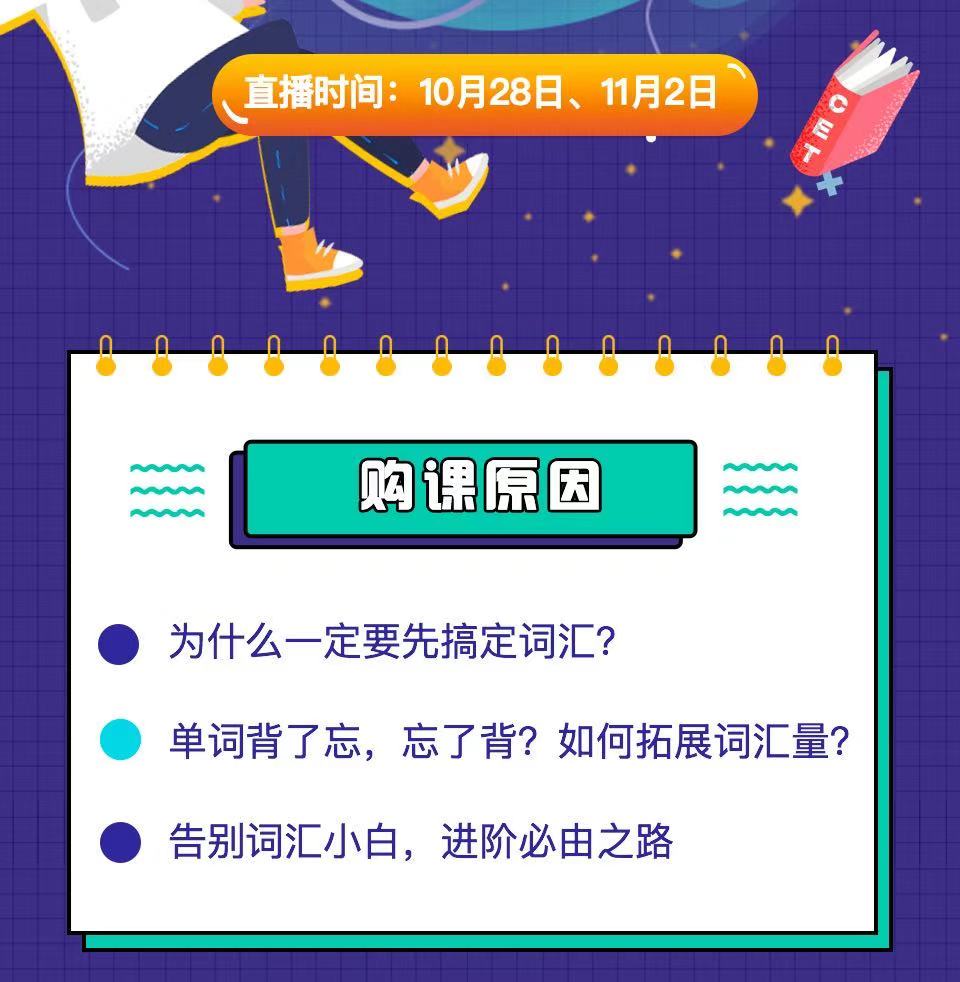 直播时间：10月28日、11月2日
CET
购课原因
为什么一定要先搞定词汇？
单词背了忘，忘了背？如何拓展词汇量？
告别词汇小白，进阶必由之路